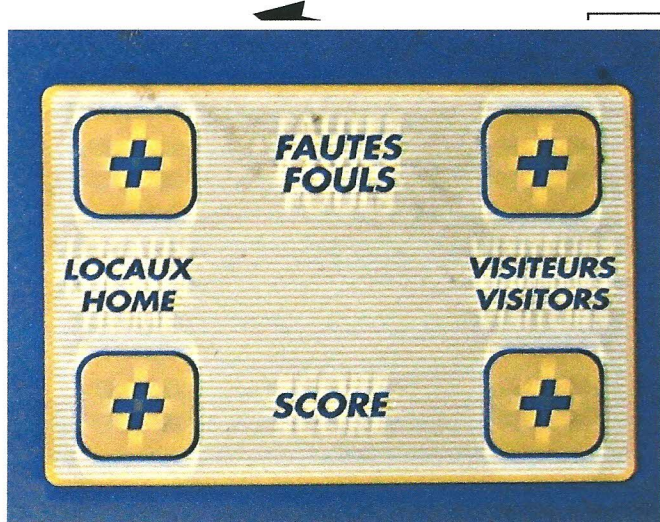 +
FAUTES
FOULS
+
LOCAUX
HOME
VISITEURS
VISITORS
+
SCORE
+